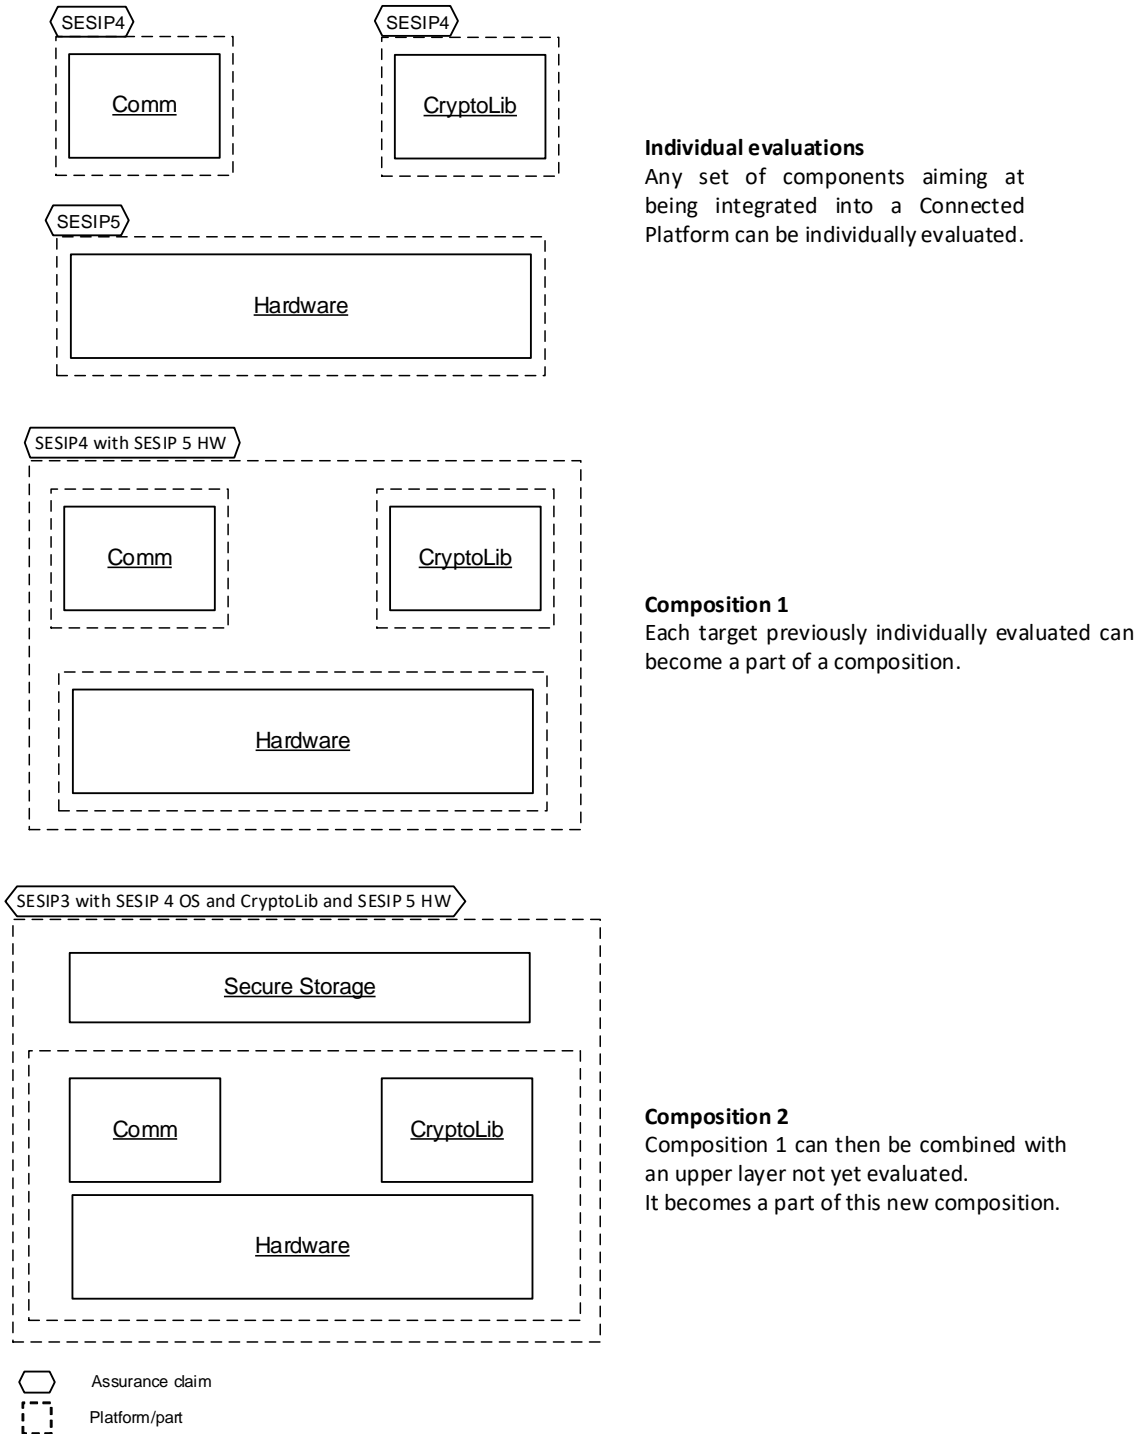 SESIP4
SESIP4
Comm
CryptoLib
SESIP5
Hardware
Individual evaluations
Any set of components aiming at
being integrated into a Connected
Platform can be individually evaluated.
SESIP4 with SESIP 5 HW
Comm
CryptoLib
Hardware
Composition 1
Each target previously individually evaluated can
become a part of a composition.
SESIP3 with SESIP 4 OS and CryptoLib and SESIP 5 HW
Secure Storage
Comm
CryptoLib
Hardware
Composition 2
Composition 1 can then be combined with
an upper layer not yet evaluated.
It becomes a part of this new composition.
Assurance claim
Platform/part